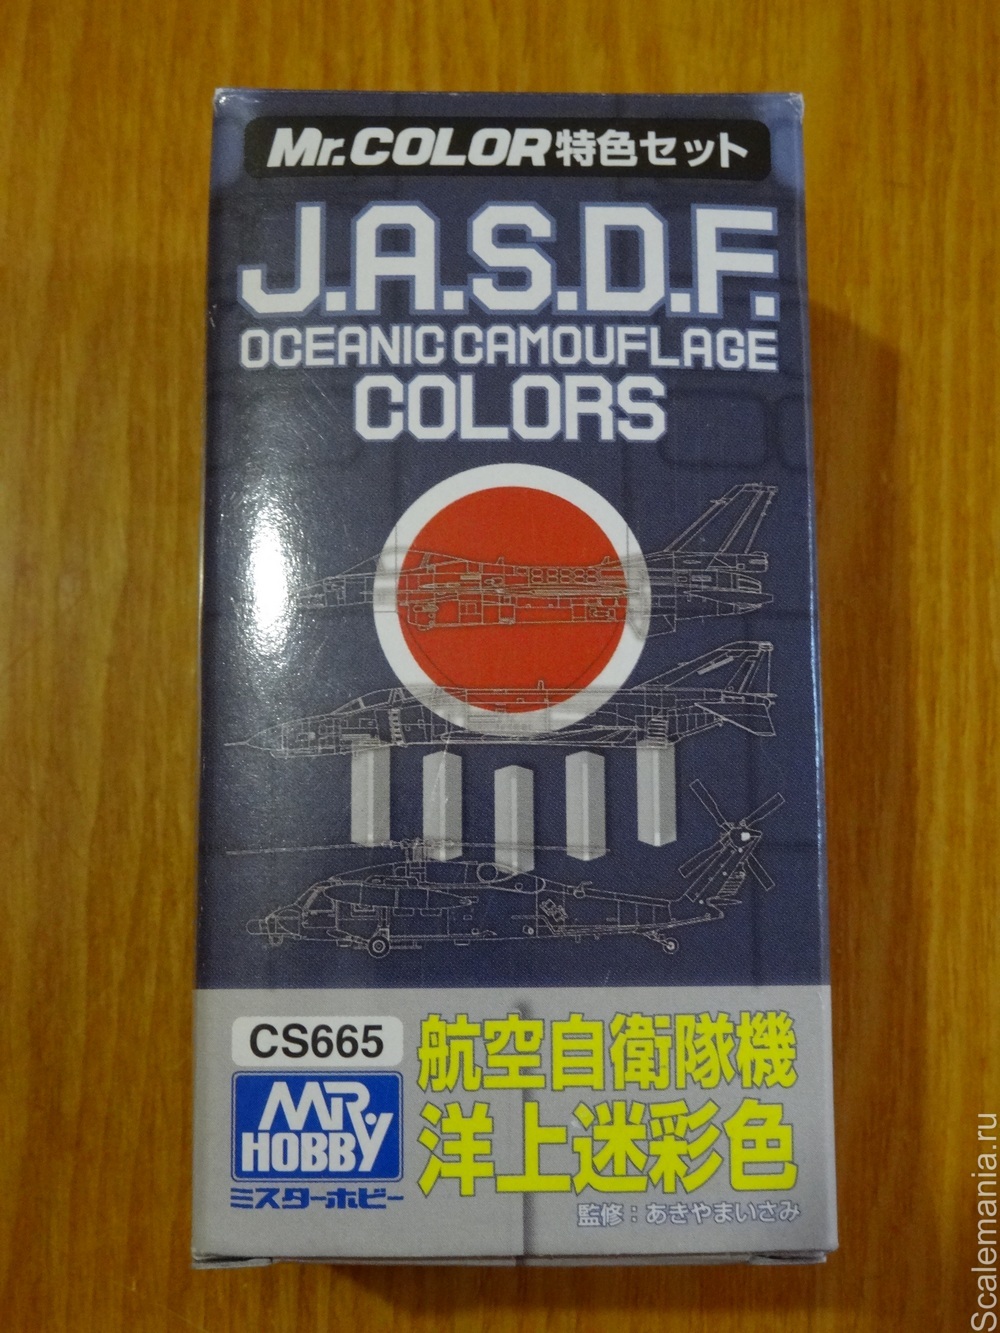 Mr.COLOR特色セット
J.A.S.D.F.
OCEANIC CAMOUFLAGE
COLORS
CS665
MR.HOBBY
ミスターホビー
航空自衛隊機
洋上迷彩色
監修：あきやまいさみ
Scalemania.ru